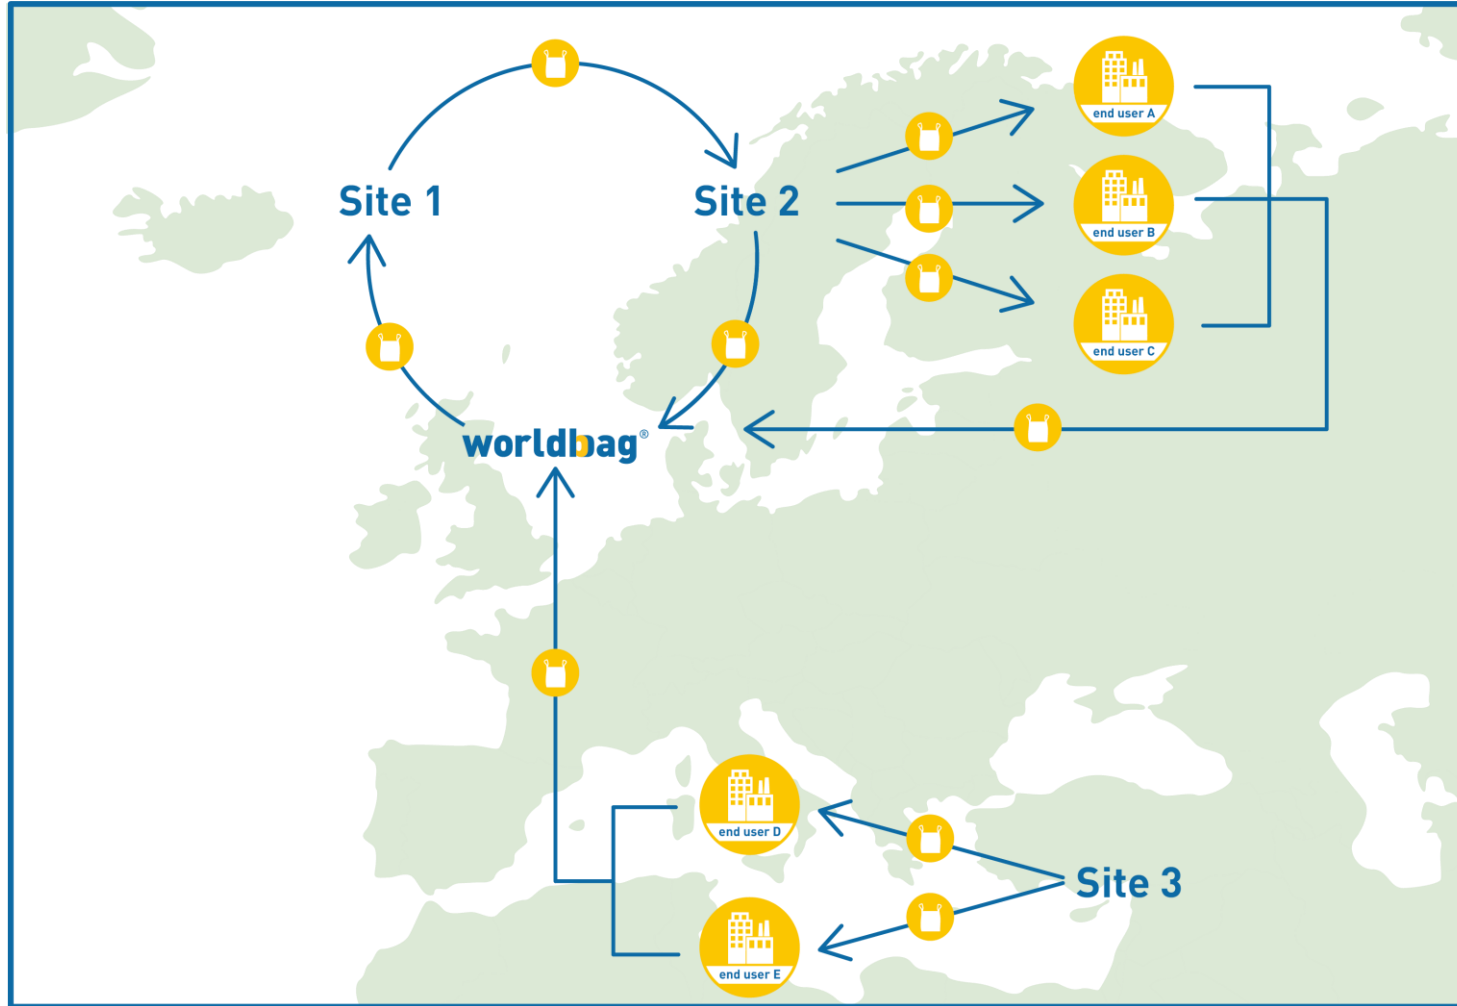 end user A
Site 1
Site 2
end user B
end user C
worldbag®
end user D
Site 3
end user E